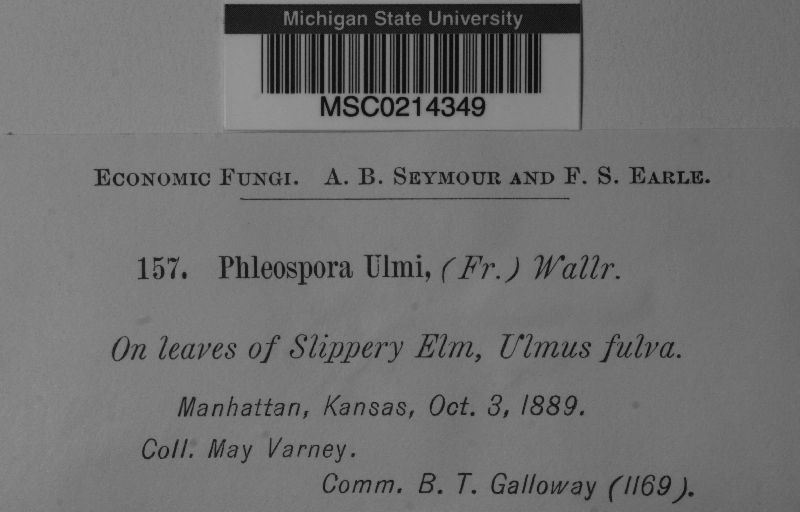 Michigan State University
MSC0214349
ECONOMIC FUNGI. A. B. SEYMOUR AND F. S. EARLE.
157. Phleospora Ulmi, (Fr.) Wallr.
On leaves of Slippery Elm, Ulmus fulva.
Manhattan, Kansas, Oct. 3, 1889.
Coll. May Varney.
Comm. B. T. Galloway (1169).